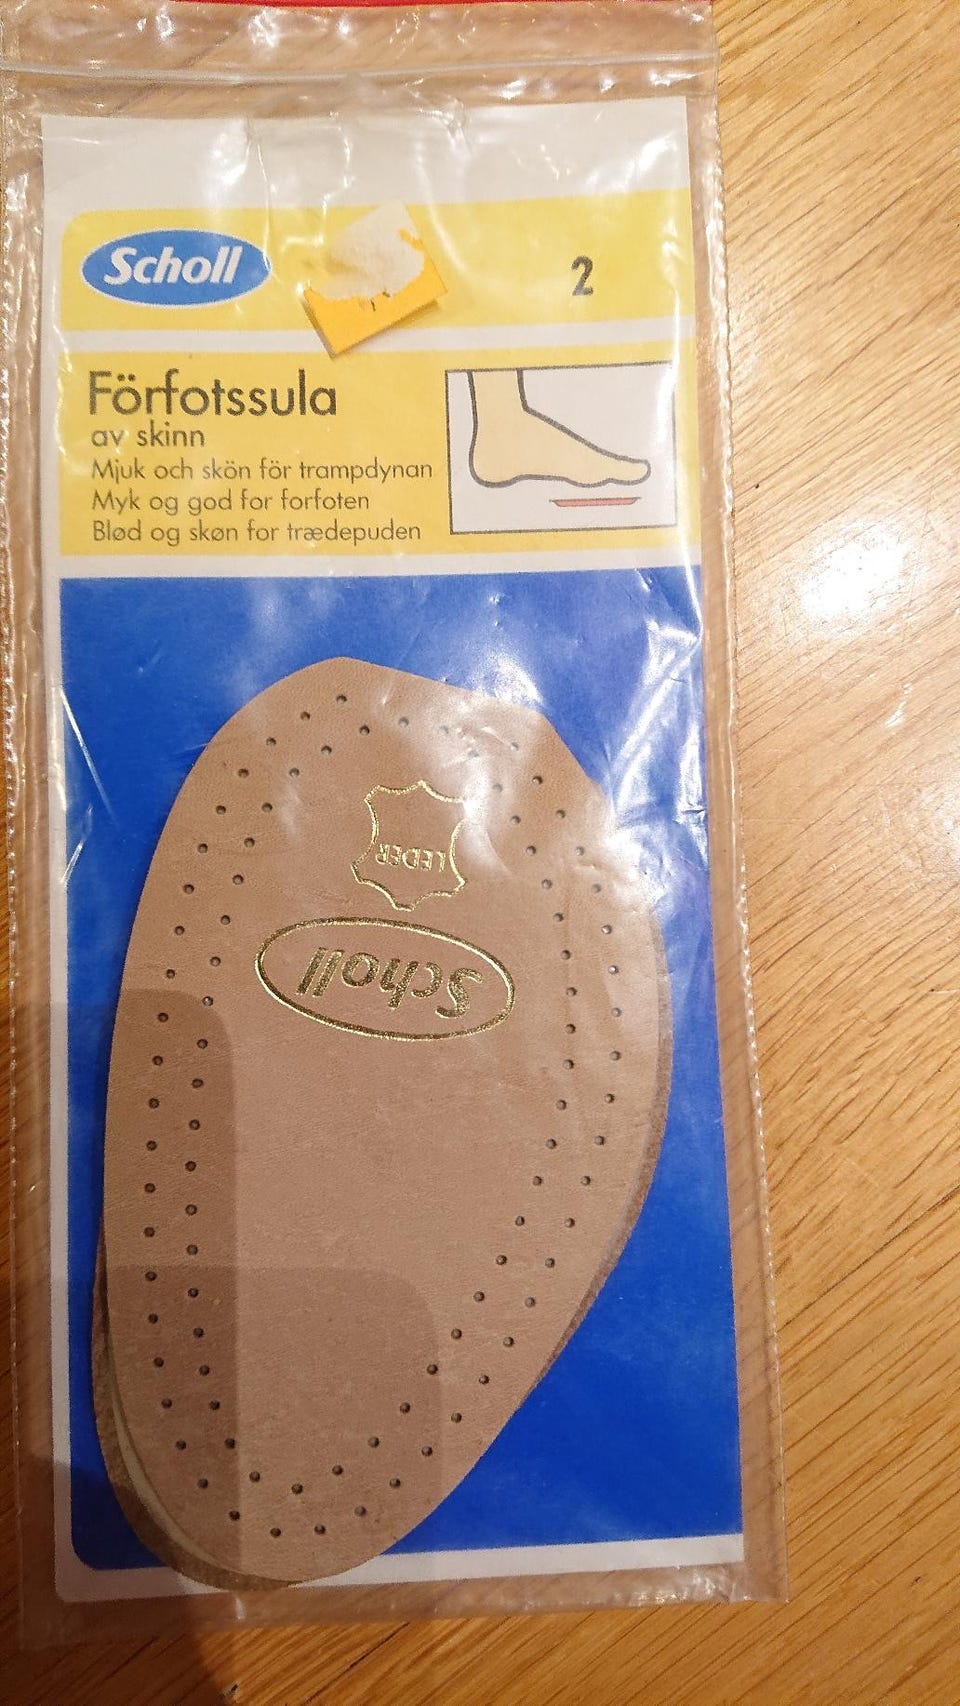 Scholl
2
Förfotssula
av skinn
Mjuk och skön för trampdynan
Myk og god for forfoten
Blød og skøn for trædepuden
LEDER
Scholl